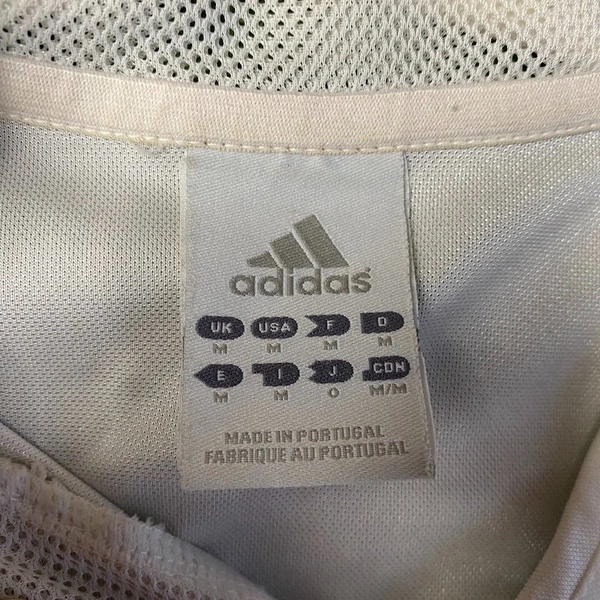 adidas
UK USA F D
M M M M
E I J CDN
M M O M/M
MADE IN PORTUGAL
FABRIQUE AU PORTUGAL